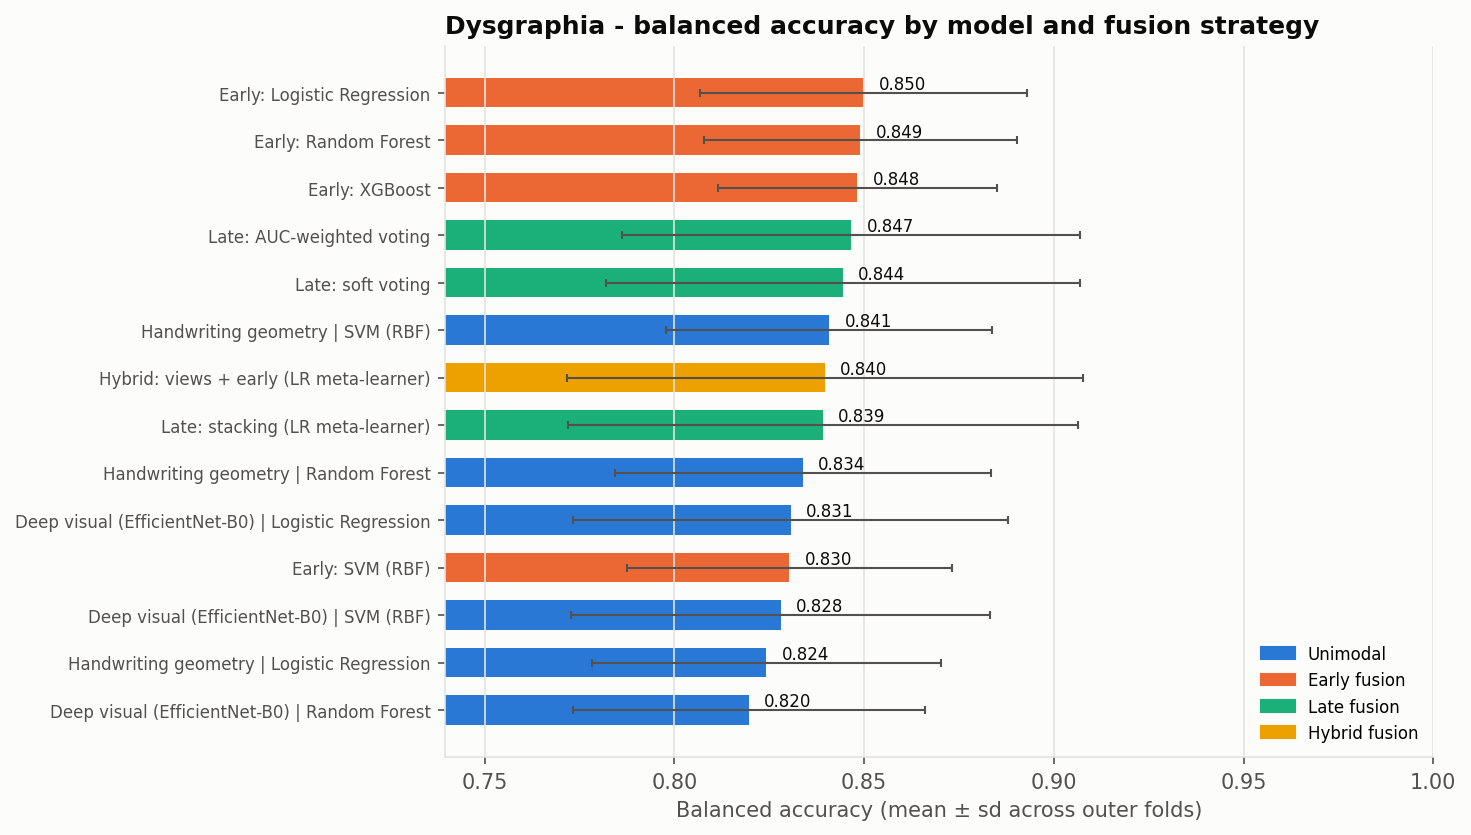 Dysgraphia - balanced accuracy by model and fusion strategy
Early: Logistic Regression 0.850
Early: Random Forest 0.849
Early: XGBoost 0.848
Late: AUC-weighted voting 0.847
Late: soft voting 0.844
Handwriting geometry | SVM (RBF) 0.841
Hybrid: views + early (LR meta-learner) 0.840
Late: stacking (LR meta-learner) 0.839
Handwriting geometry | Random Forest 0.834
Deep visual (EfficientNet-B0) | Logistic Regression 0.831
Early: SVM (RBF) 0.830
Deep visual (EfficientNet-B0) | SVM (RBF) 0.828
Handwriting geometry | Logistic Regression 0.824
Deep visual (EfficientNet-B0) | Random Forest 0.820
Unimodal
Early fusion
Late fusion
Hybrid fusion
0.75 0.80 0.85 0.90 0.95 1.00
Balanced accuracy (mean ± sd across outer folds)